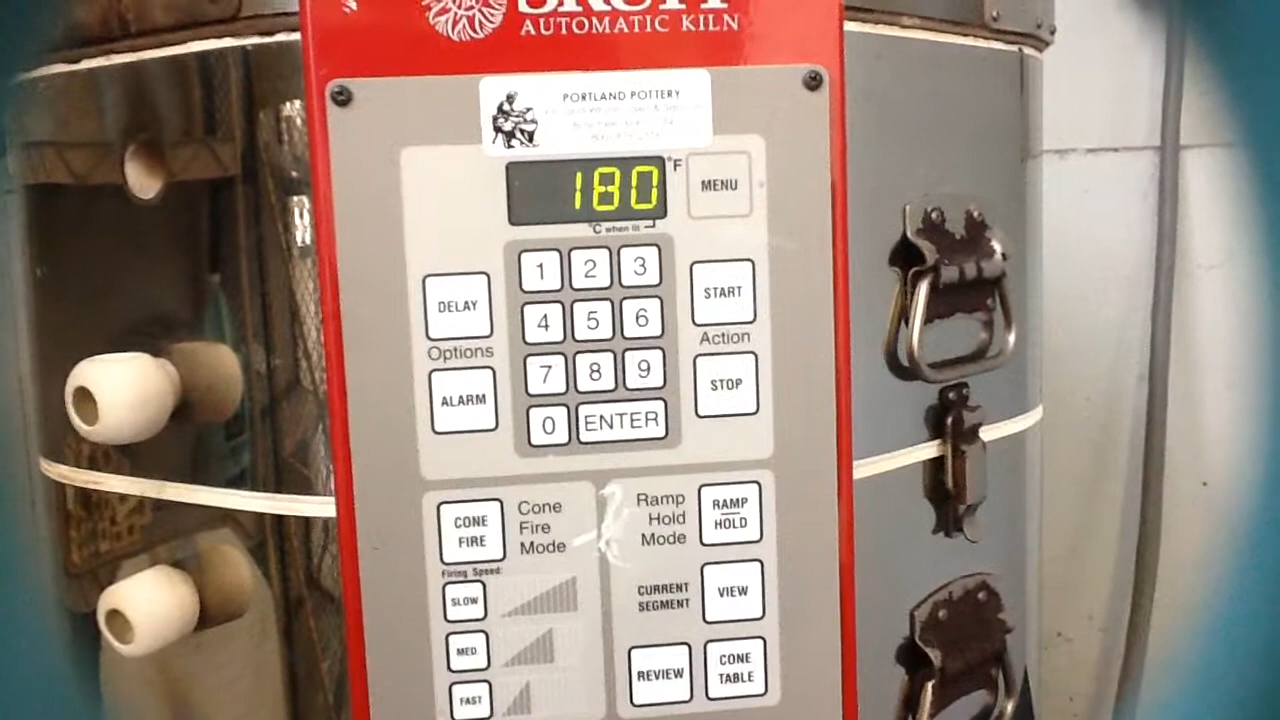 SKUTT
AUTOMATIC KILN
PORTLAND POTTERY
180
°F
MENU
°C when lit
1 2 3
4 5 6
7 8 9
0 ENTER
DELAY
Options
ALARM
START
Action
STOP
CONE
FIRE
Cone
Fire
Mode
Firing Speed:
SLOW
MED.
FAST
Ramp
Hold
Mode
RAMP
HOLD
CURRENT
SEGMENT
VIEW
REVIEW
CONE
TABLE